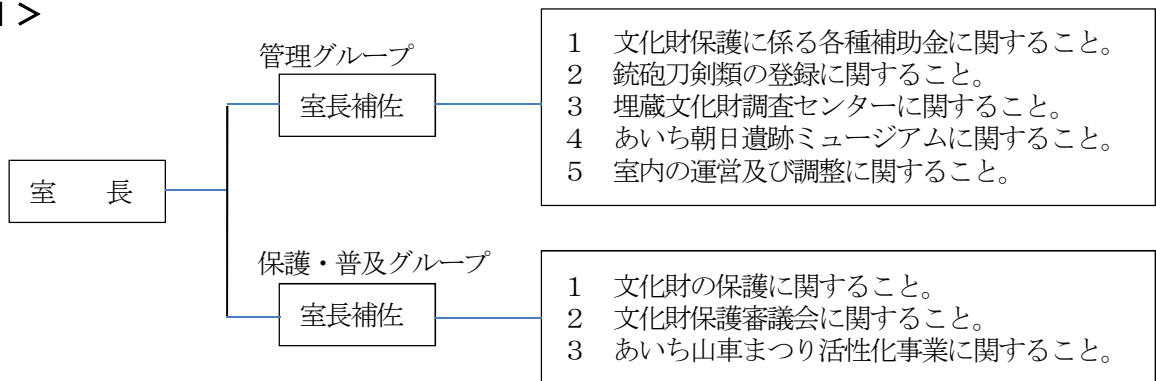 ＞
管理グループ
室長補佐
１　文化財保護に係る各種補助金に関すること。
２　銃砲刀剣類の登録に関すること。
３　埋蔵文化財調査センターに関すること。
４　あいち朝日遺跡ミュージアムに関すること。
５　室内の運営及び調整に関すること。
室　　長
保護・普及グループ
室長補佐
１　文化財の保護に関すること。
２　文化財保護審議会に関すること。
３　あいち山車まつり活性化事業に関すること。